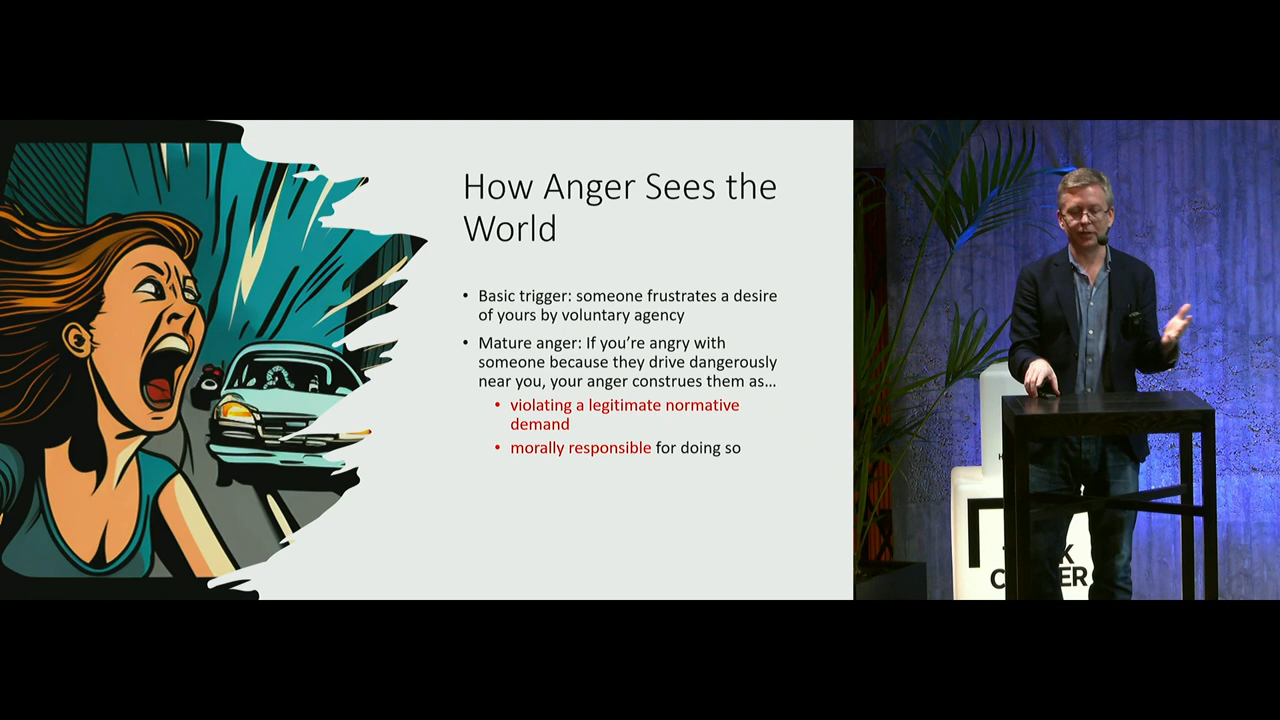 How Anger Sees the
World
• Basic trigger: someone frustrates a desire
of yours by voluntary agency
• Mature anger: If you’re angry with
someone because they drive dangerously
near you, your anger construes them as…
• violating a legitimate normative
demand
• morally responsible for doing so